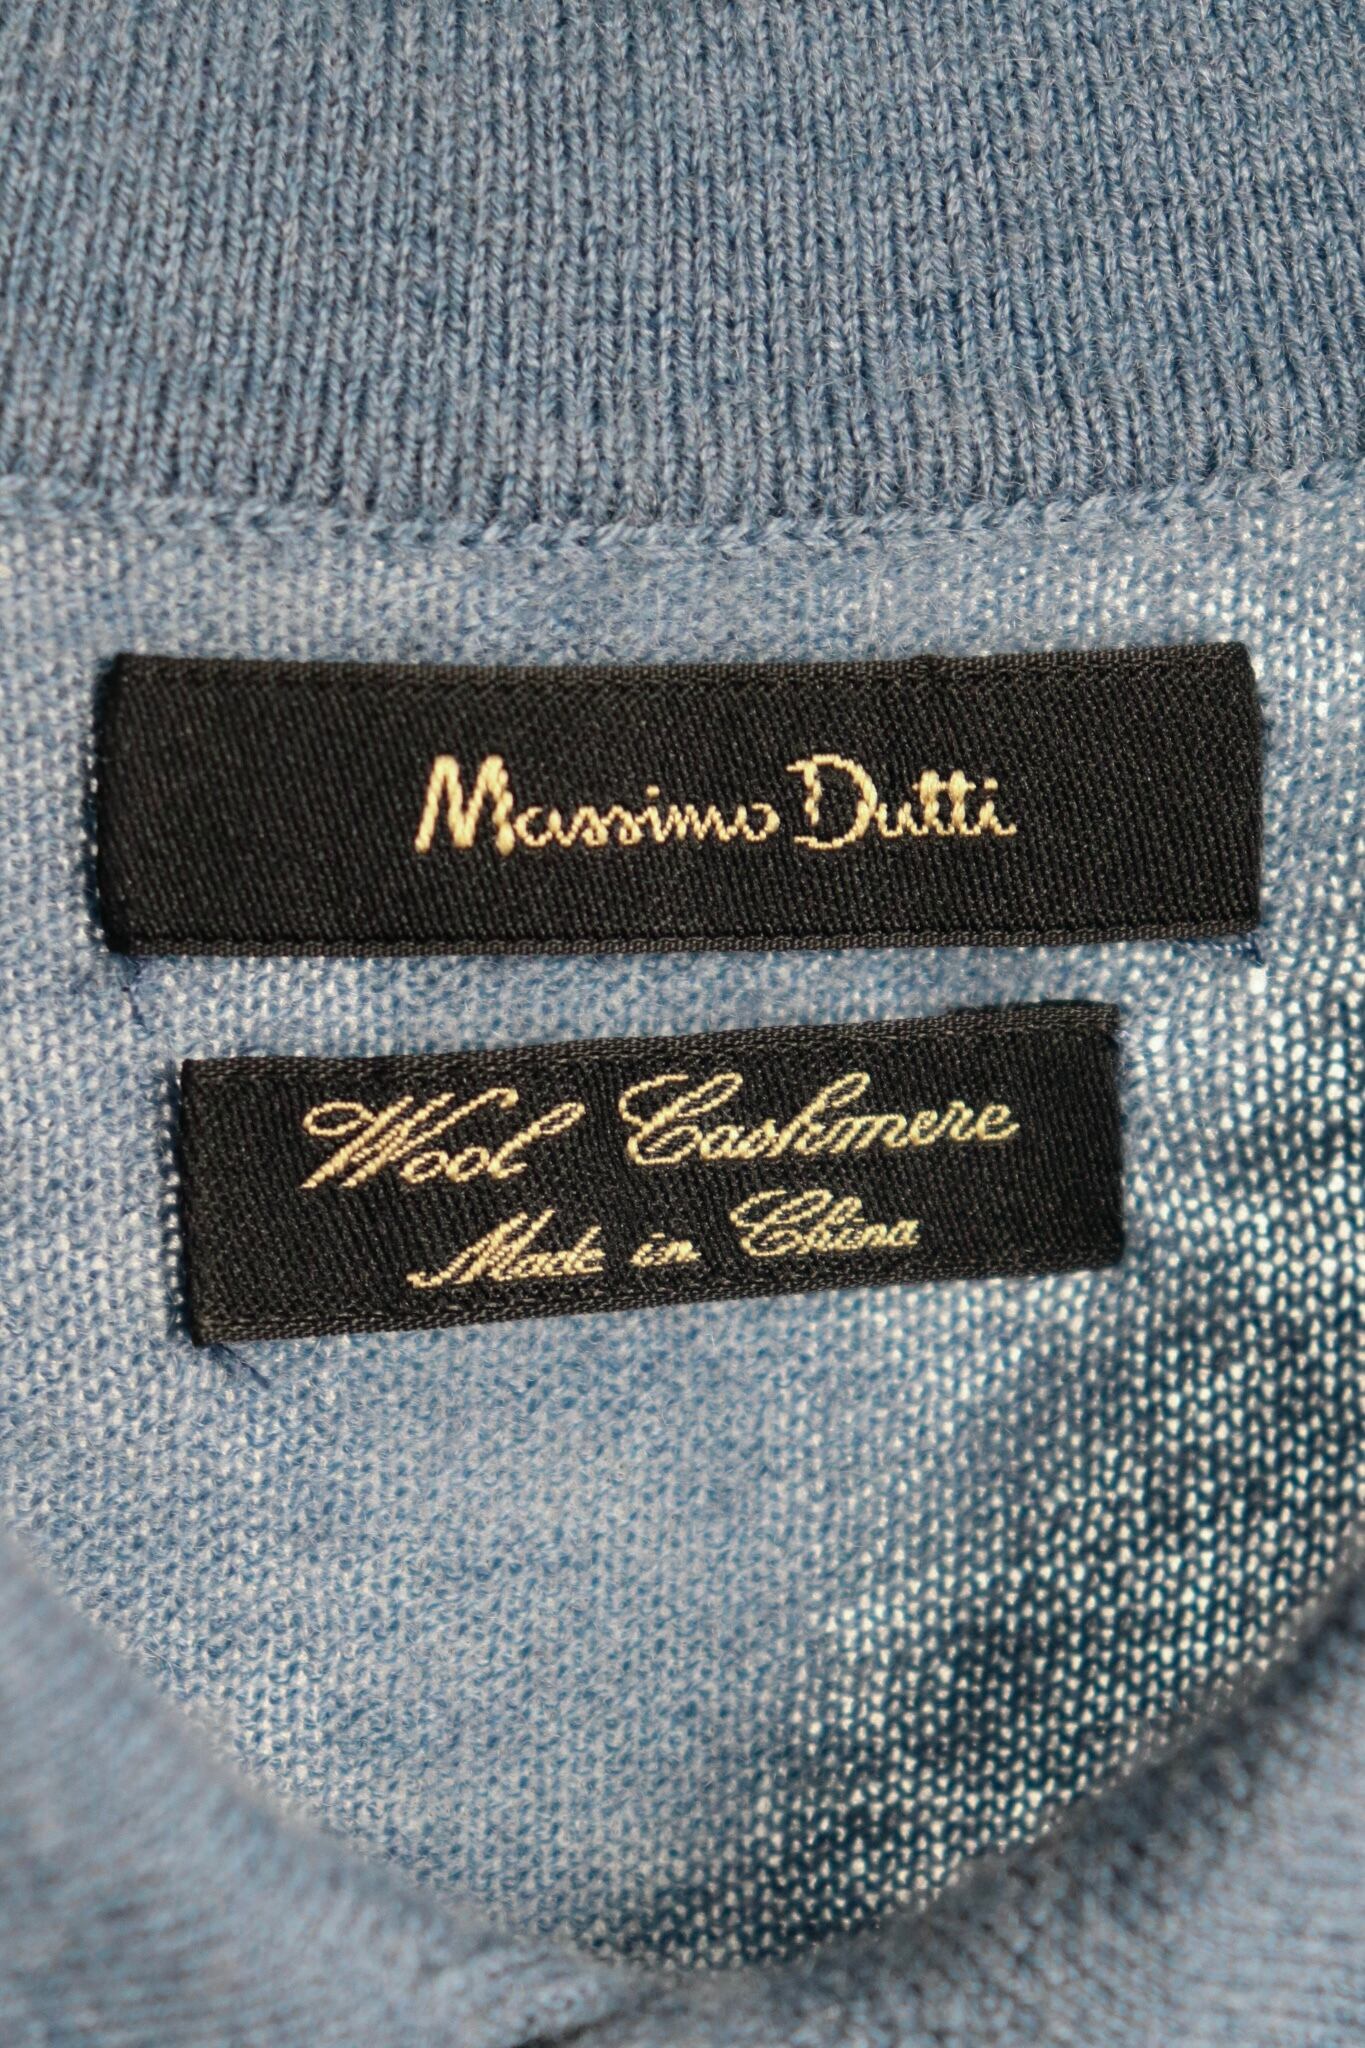 Massimo Dutti
Wool Cashmere
Made in China